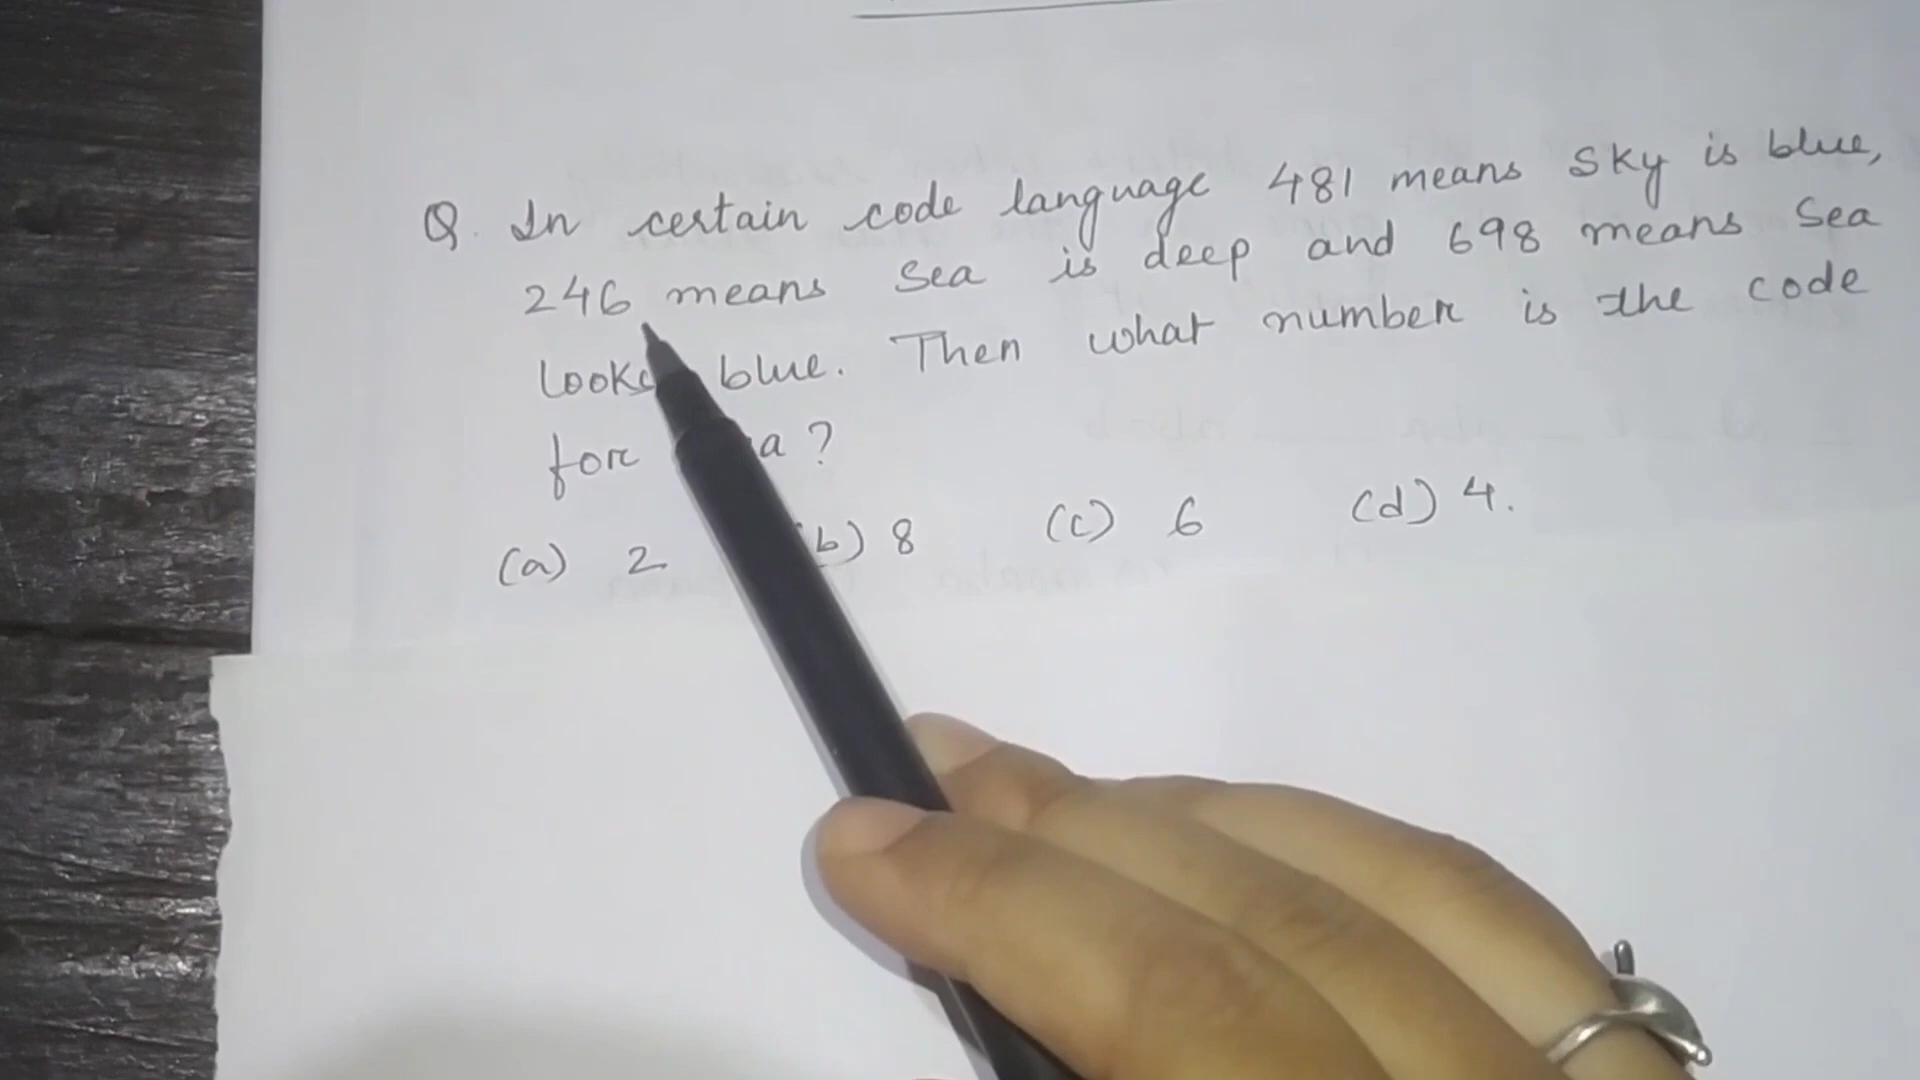 Q. In certain code language 481 means sky is blue,
246 means sea is deep and 698 means sea
looks blue. Then what number is the code
for ?
(a) 2 (b) 8 (c) 6 (d) 4.